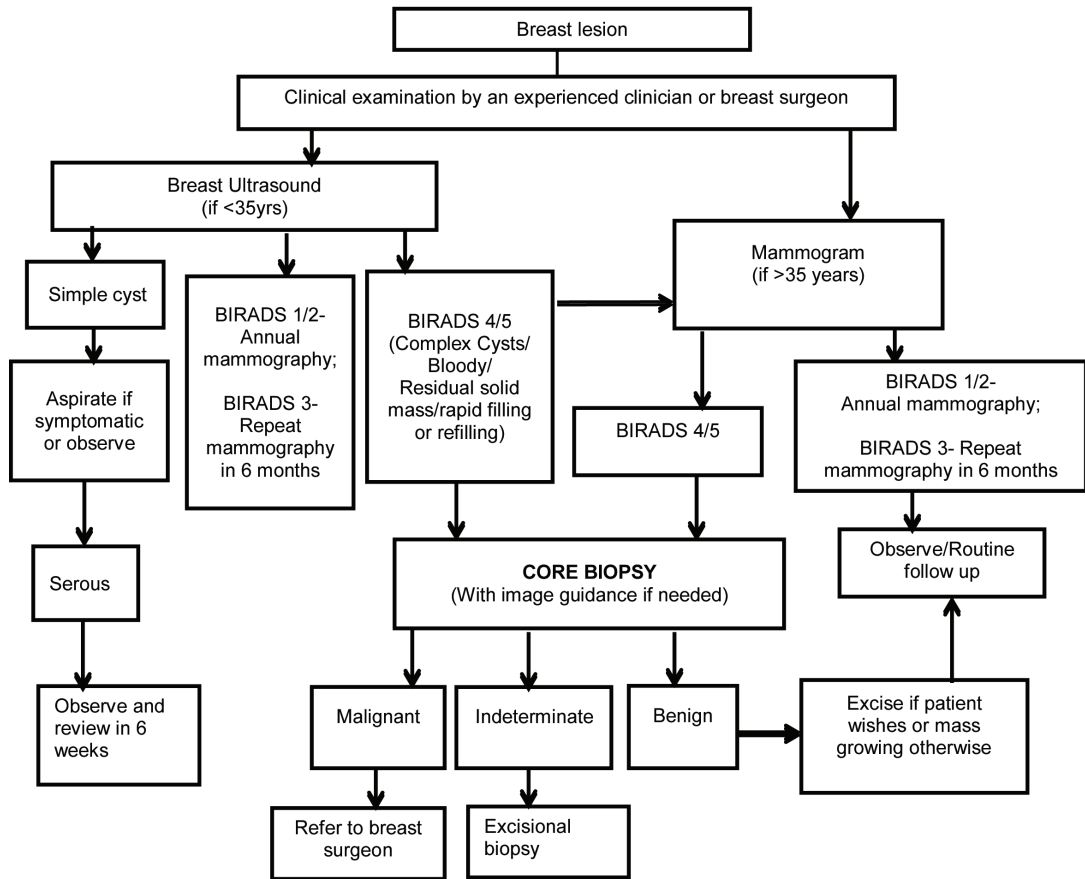 Breast lesion
Clinical examination by an experienced clinician or breast surgeon
Breast Ultrasound
(if <35yrs)
Mammogram
(if >35 years)
Simple cyst
BIRADS 1/2-
Annual
mammography;
BIRADS 3-
Repeat
mammography
in 6 months
BIRADS 4/5
(Complex Cysts/
Bloody/
Residual solid
mass/rapid filling
or refilling)
BIRADS 4/5
BIRADS 1/2-
Annual mammography;
BIRADS 3- Repeat
mammography in 6 months
Aspirate if
symptomatic
or observe
Serous
CORE BIOPSY
(With image guidance if needed)
Observe/Routine
follow up
Observe and
review in 6
weeks
Malignant
Indeterminate
Benign
Excise if patient
wishes or mass
growing otherwise
Refer to breast
surgeon
Excisional
biopsy